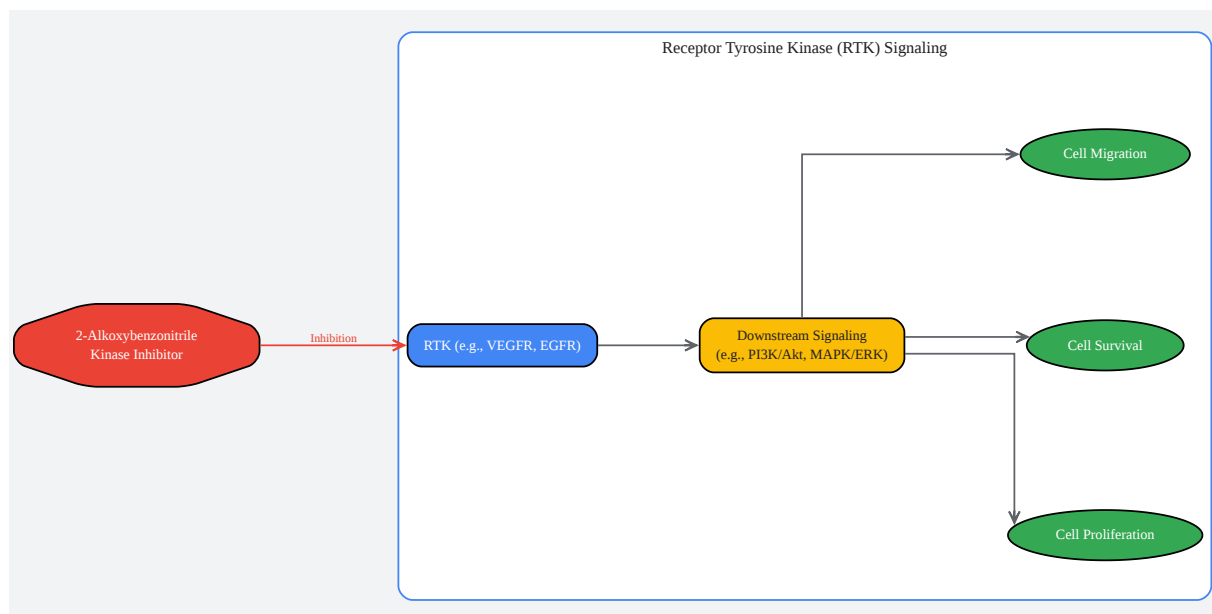 Receptor Tyrosine Kinase (RTK) Signaling
Cell Migration
2-Alkoxybenzonitrile
Kinase Inhibitor
Inhibition
RTK (e.g., VEGFR, EGFR)
Downstream Signaling
(e.g., PI3K/Akt, MAPK/ERK)
Cell Survival
Cell Proliferation